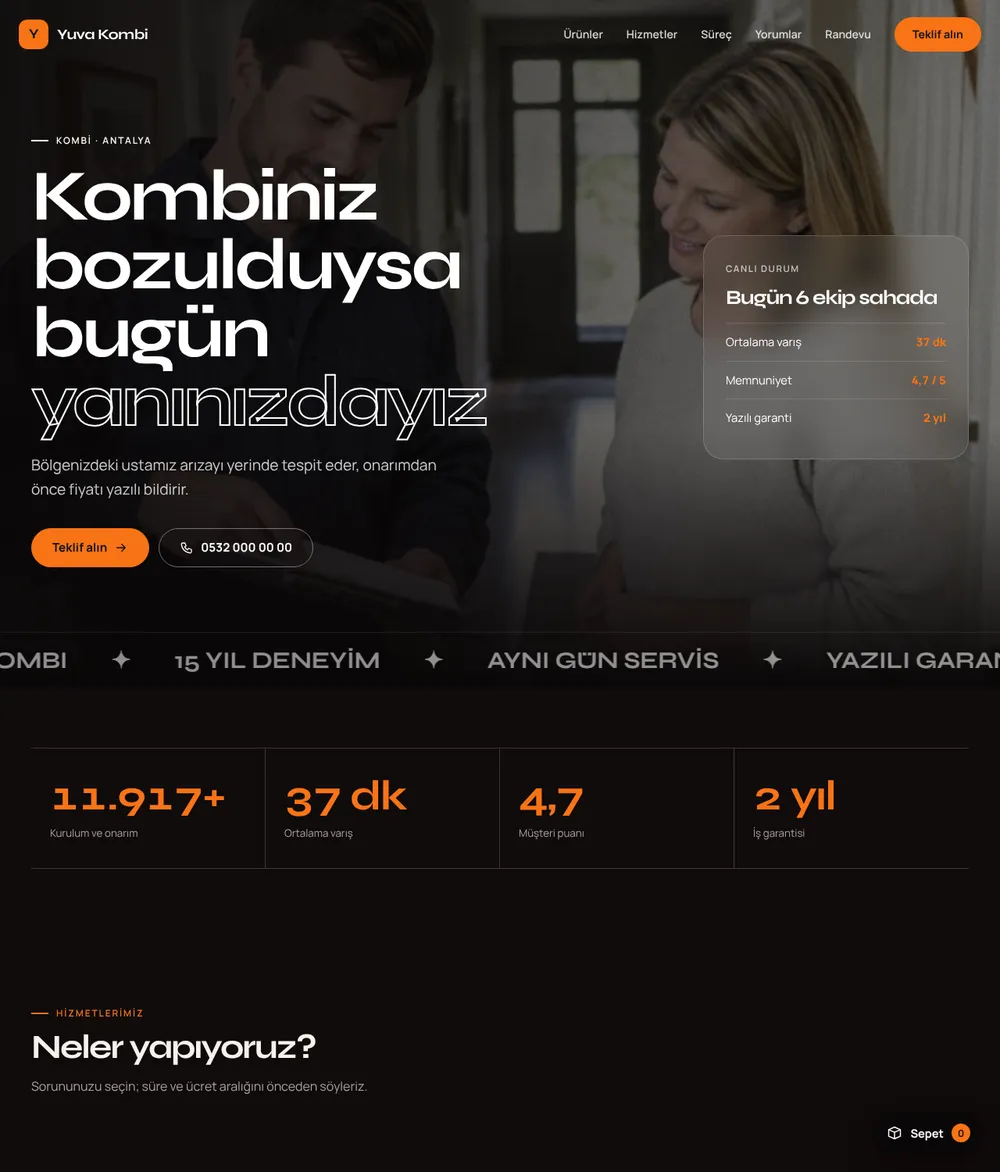 Y Yuva Kombi
Ürünler Hizmetler Süreç Yorumlar Randevu Teklif alın
KOMBİ · ANTALYA
Kombiniz
bozulduysa
bugün
yanınızdayız
Bölgenizdeki ustamız arızayı yerinde tespit eder, onarımdan
önce fiyatı yazılı bildirir.
Teklif alın → 0532 000 00 00
CANLI DURUM
Bugün 6 ekip sahada
Ortalama varış 37 dk
Memnuniyet 4,7 / 5
Yazılı garanti 2 yıl
OMBI ✦ 15 YIL DENEYİM ✦ AYNI GÜN SERVİS ✦ YAZILI GARAN
11.917+
Kurulum ve onarım
37 dk
Ortalama varış
4,7
Müşteri puanı
2 yıl
İş garantisi
HİZMETLERİMİZ
Neler yapıyoruz?
Sorununuzu seçin; süre ve ücret aralığını önceden söyleriz.
Sepet 0